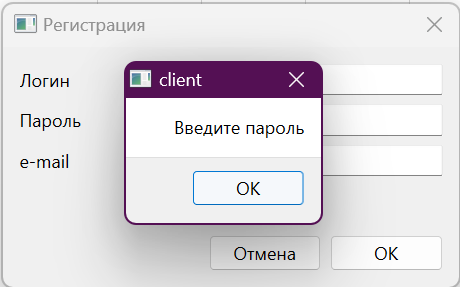 Регистрация
client
Логин
Введите пароль
Пароль
e-mail
OK
Отмена
OK